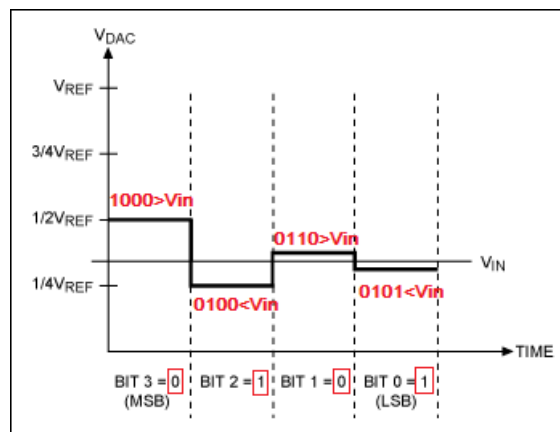 VDAC
VREF
3/4VREF
1000>Vin
1/2VREF
0110>Vin
VIN
1/4VREF
0100<Vin
0101<Vin
TIME
BIT 3 = 0 BIT 2 = 1 BIT 1 = 0 BIT 0 = 1
(MSB) (LSB)